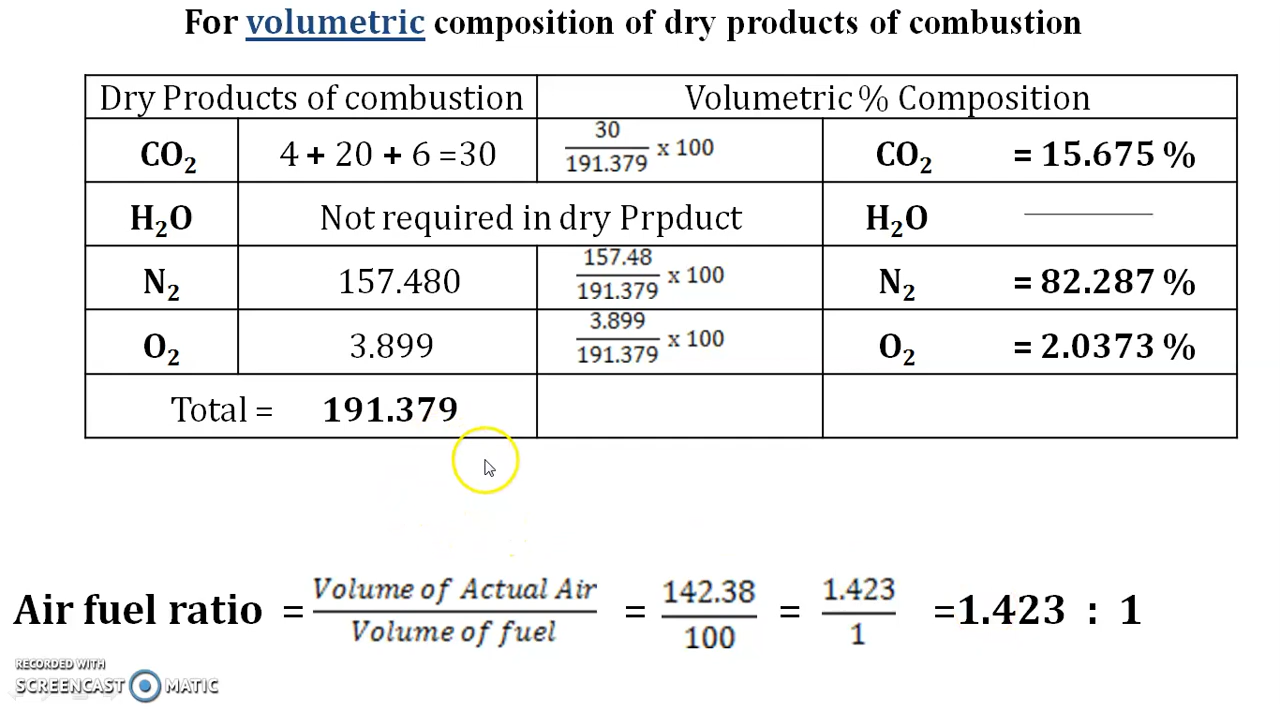 For volumetric composition of dry products of combustion
Dry Products of combustion Volumetric % Composition
CO₂ 4 + 20 + 6 =30 30/191.379 x 100 CO₂ = 15.675 %
H₂O Not required in dry Prpduct H₂O
N₂ 157.480 157.48/191.379 x 100 N₂ = 82.287 %
O₂ 3.899 3.899/191.379 x 100 O₂ = 2.0373 %
Total = 191.379
Air fuel ratio = Volume of Actual Air/Volume of fuel = 142.38/100 = 1.423/1 =1.423 : 1
RECORDED WITH
SCREENCAST MATIC